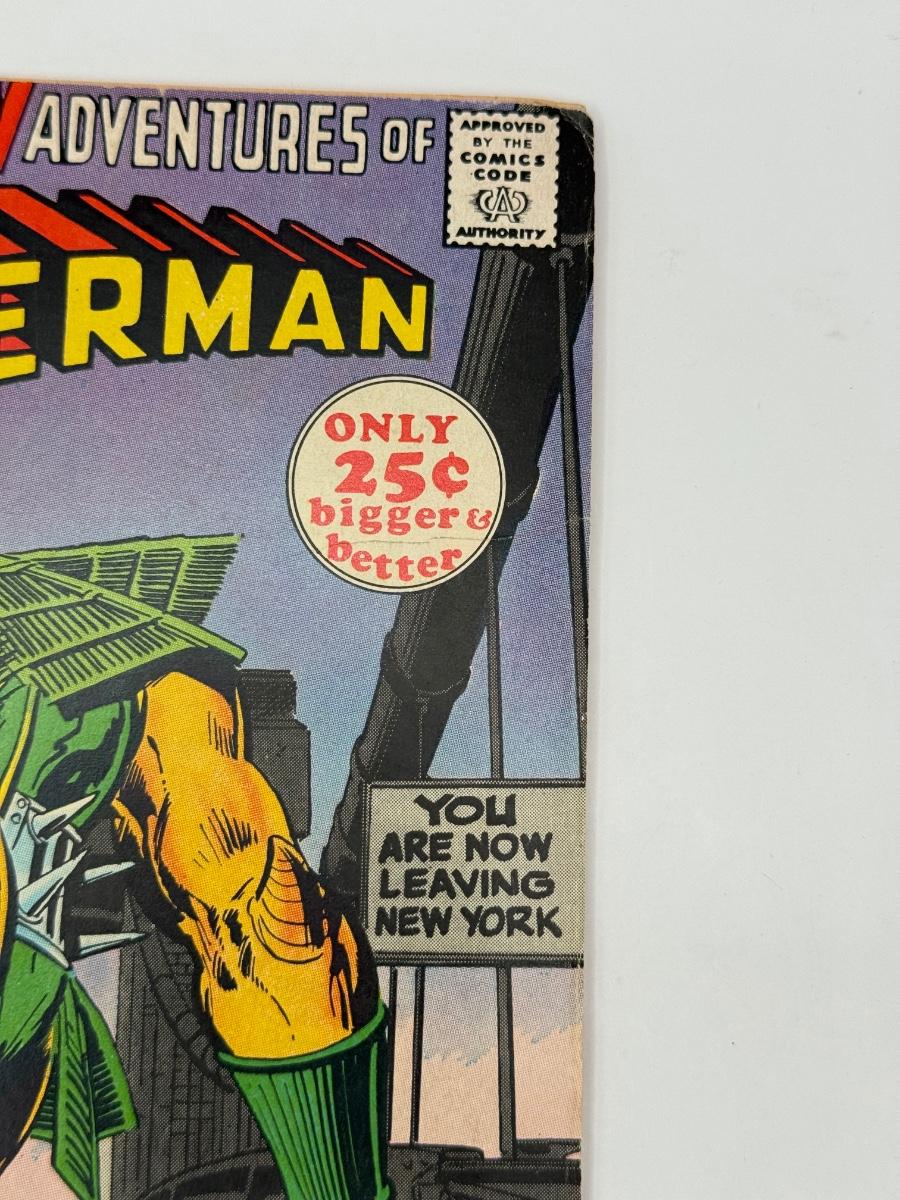 ADVENTURES OF
ERMAN
APPROVED
BY THE
COMICS
CODE
CA
AUTHORITY
ONLY
25¢
bigger &
better
YOU
ARE NOW
LEAVING
NEW YORK